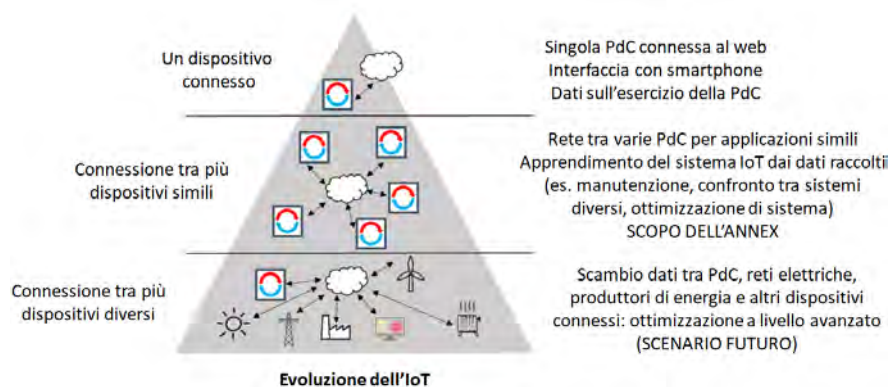 Un dispositivo
connesso
Singola PdC connessa al web
Interfaccia con smartphone
Dati sull'esercizio della PdC
Connessione tra più
dispositivi simili
Rete tra varie PdC per applicazioni simili
Apprendimento del sistema IoT dai dati raccoltii
(es. manutenzione, confronto tra sistemi
diversi, ottimizzazione di sistema)
SCOPO DELL'ANNEX
Connessione tra più
dispositivi diversi
Scambio dati tra PdC, reti elettriche,
produttori di energia e altri dispositivi
connessi: ottimizzazione a livello avanzato
(SCENARIO FUTURO)
Evoluzione dell'IoT